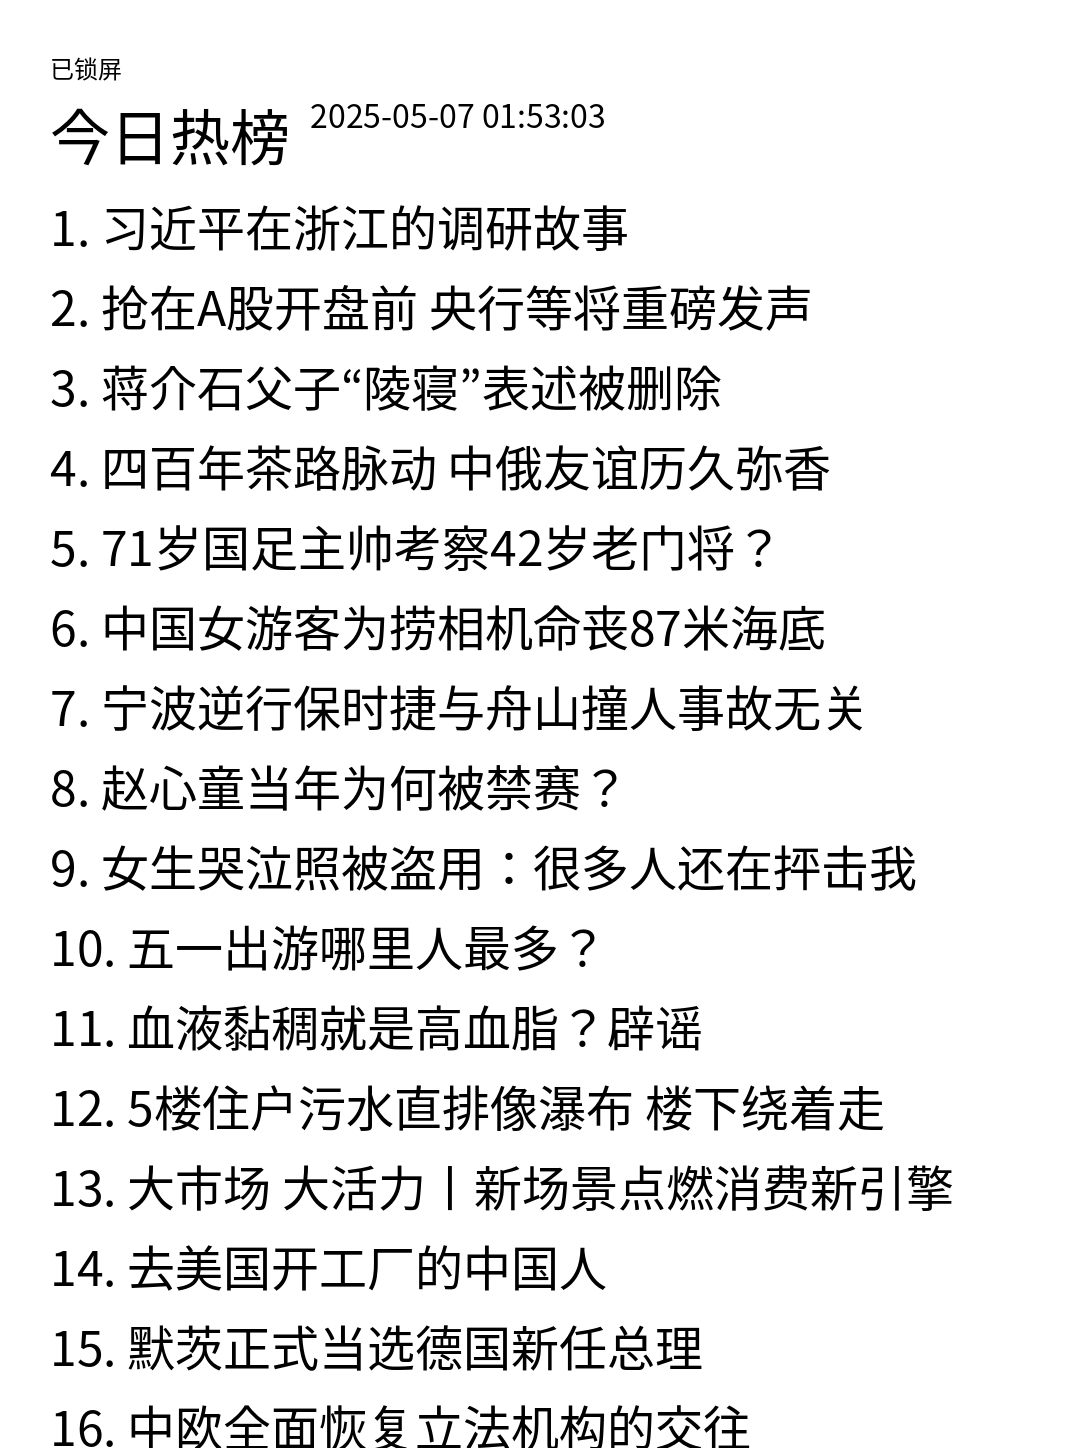 已锁屏
今日热榜 2025-05-07 01:53:03
1. 习近平在浙江的调研故事
2. 抢在A股开盘前 央行等将重磅发声
3. 蒋介石父子“陵寝”表述被删除
4. 四百年茶路脉动 中俄友谊历久弥香
5. 71岁国足主帅考察42岁老门将？
6. 中国女游客为捞相机命丧87米海底
7. 宁波逆行保时捷与舟山撞人事故无关
8. 赵心童当年为何被禁赛？
9. 女生哭泣照被盗用：很多人还在抨击我
10. 五一出游哪里人最多？
11. 血液黏稠就是高血脂？辟谣
12. 5楼住户污水直排像瀑布 楼下绕着走
13. 大市场 大活力丨新场景点燃消费新引擎
14. 去美国开工厂的中国人
15. 默茨正式当选德国新任总理
16. 中欧全面恢复立法机构的交往